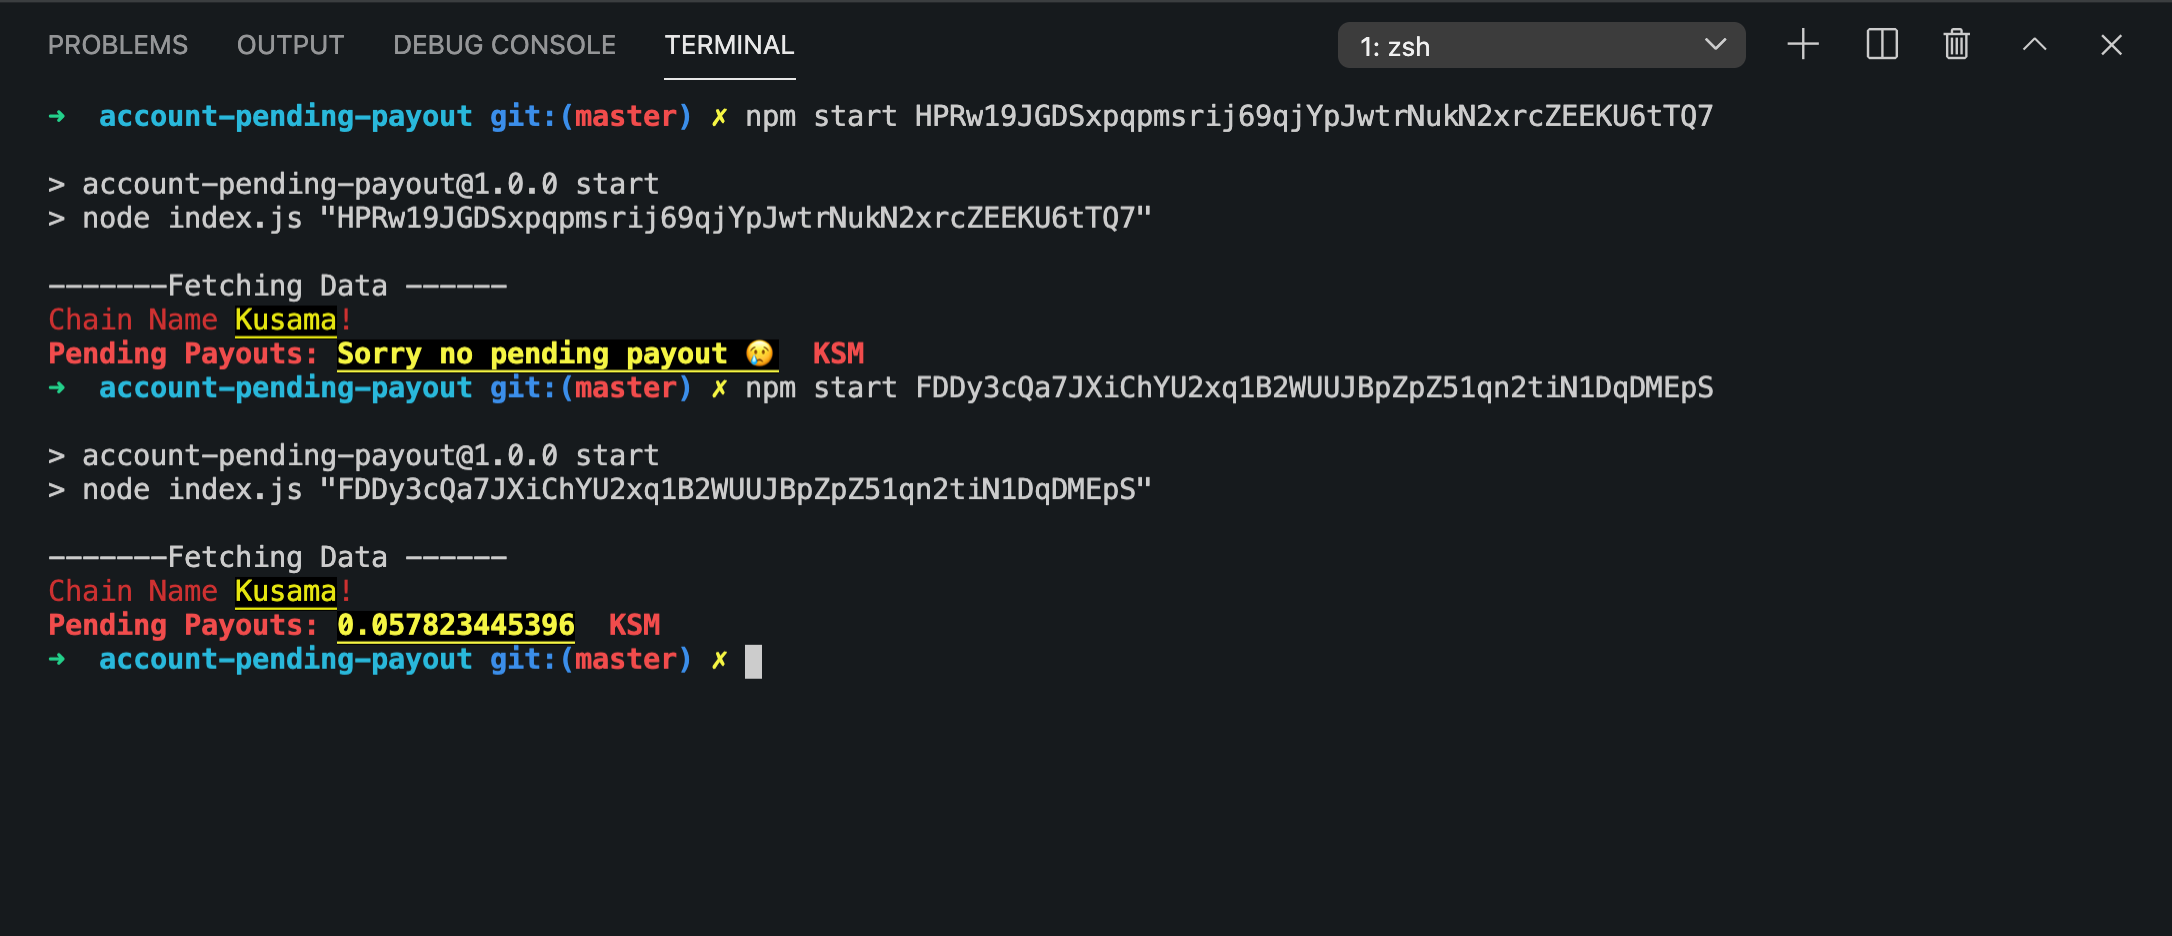 PROBLEMS OUTPUT DEBUG CONSOLE TERMINAL 1: zsh
➜ account-pending-payout git:(master) ✗ npm start HPRw19JGDSxpqpmsrij69qjYpJwtrNukN2xrcZEEKU6tTQ7
> account-pending-payout@1.0.0 start
> node index.js "HPRw19JGDSxpqpmsrij69qjYpJwtrNukN2xrcZEEKU6tTQ7"
-------Fetching Data ------
Chain Name Kusama!
Pending Payouts: Sorry no pending payout 😢 KSM
➜ account-pending-payout git:(master) ✗ npm start FDDy3cQa7JXiChYU2xq1B2WUUJBpZpZ51qn2tiN1DqDMEpS
> account-pending-payout@1.0.0 start
> node index.js "FDDy3cQa7JXiChYU2xq1B2WUUJBpZpZ51qn2tiN1DqDMEpS"
-------Fetching Data ------
Chain Name Kusama!
Pending Payouts: 0.057823445396 KSM
➜ account-pending-payout git:(master) ✗